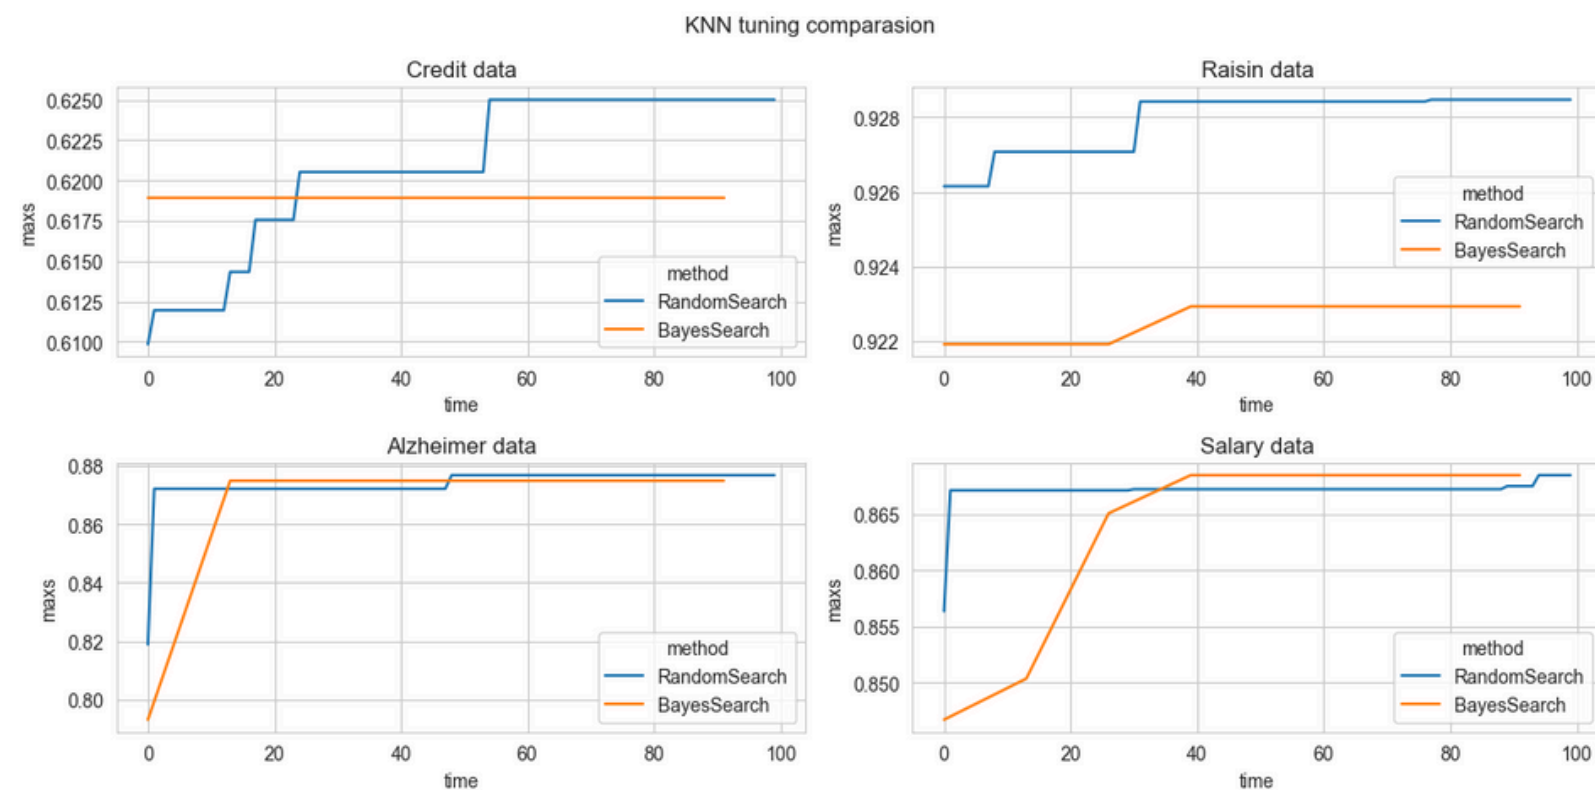 KNN tuning comparasion
Credit data
0.6250
0.6225
0.6200
0.6175
0.6150
0.6125
0.6100
maxs
method
RandomSearch
BayesSearch
0 20 40 60 80 100
time
Raisin data
0.928
0.926
0.924
0.922
maxs
method
RandomSearch
BayesSearch
0 20 40 60 80 100
time
Alzheimer data
0.88
0.86
0.84
0.82
0.80
maxs
method
RandomSearch
BayesSearch
0 20 40 60 80 100
time
Salary data
0.865
0.860
0.855
0.850
maxs
method
RandomSearch
BayesSearch
0 20 40 60 80 100
time